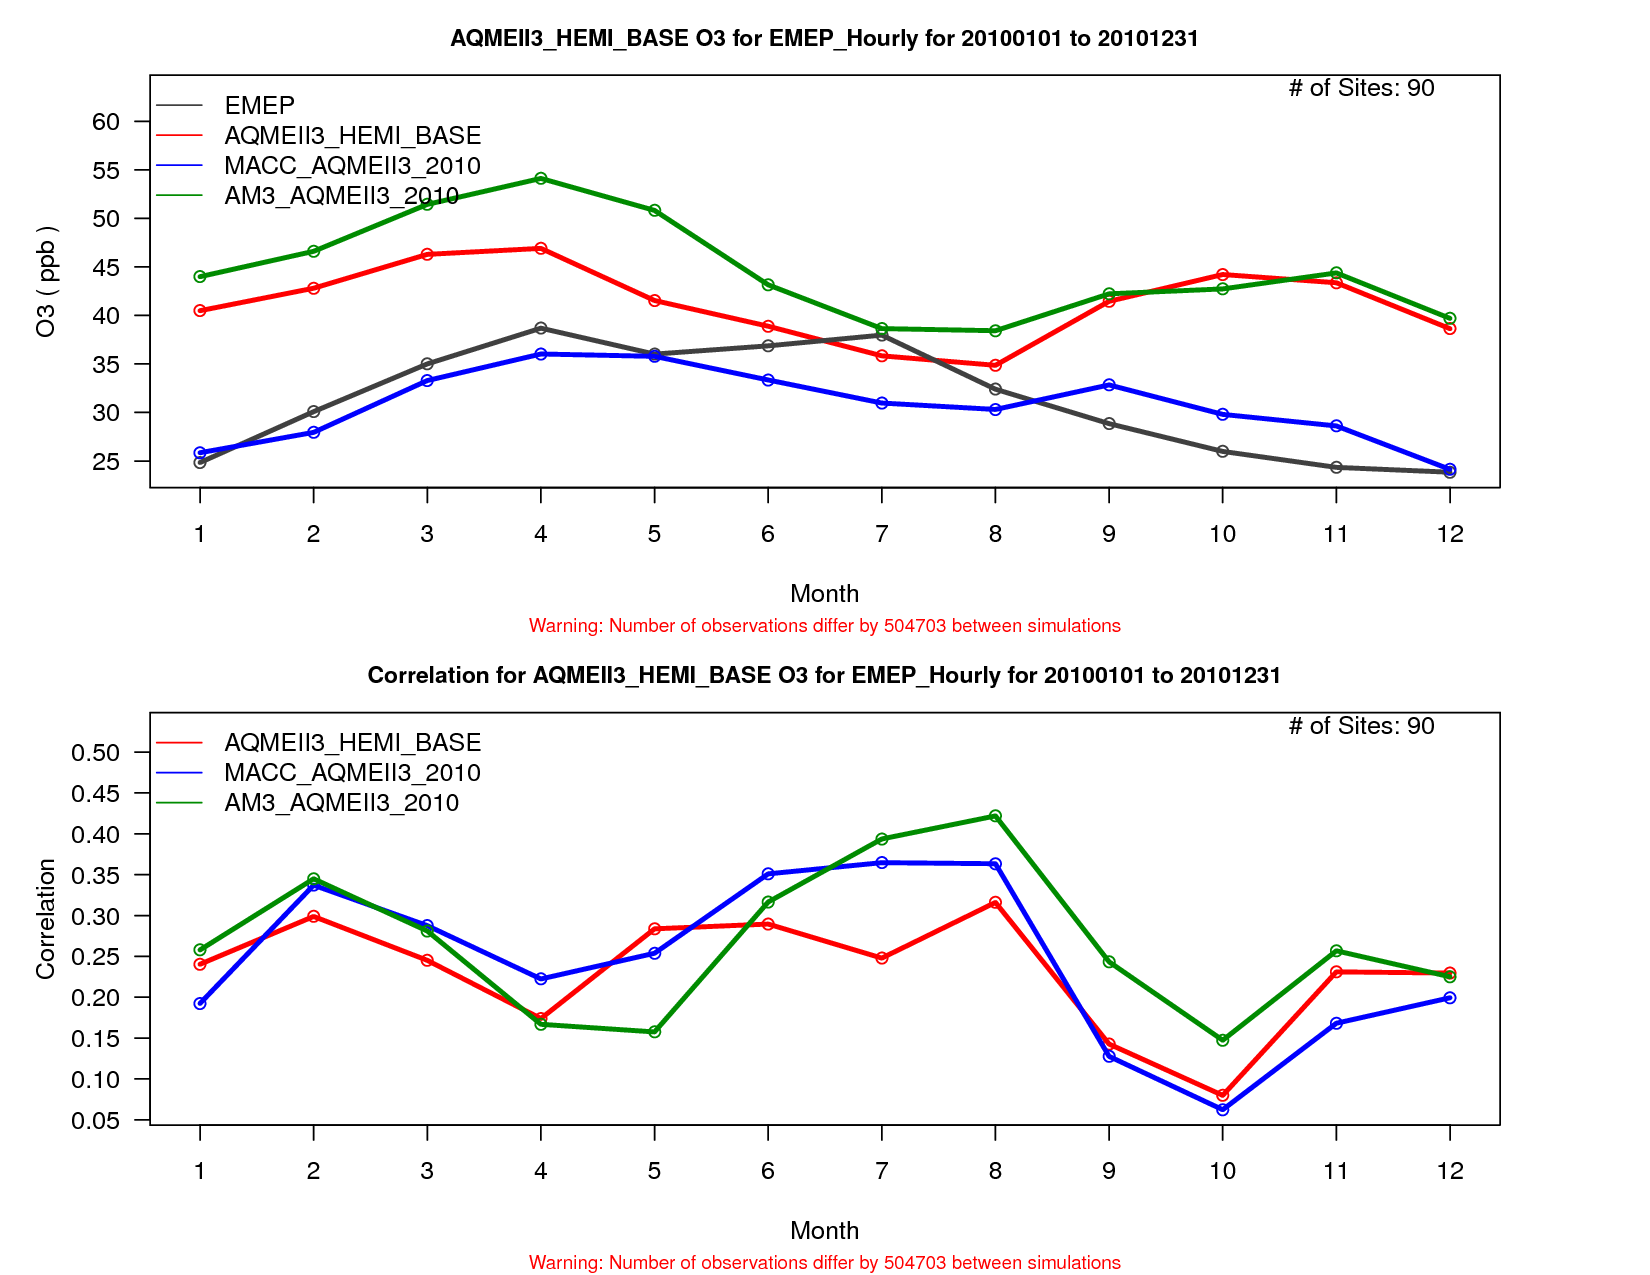 AQMEII3_HEMI_BASE O3 for EMEP_Hourly for 20100101 to 20101231
# of Sites: 90
EMEP
AQMEII3_HEMI_BASE
MACC_AQMEII3_2010
AM3_AQMEII3_2010
O3 ( ppb )
60
55
50
45
40
35
30
25
1 2 3 4 5 6 7 8 9 10 11 12
Month
Warning: Number of observations differ by 504703 between simulations
Correlation for AQMEII3_HEMI_BASE O3 for EMEP_Hourly for 20100101 to 20101231
# of Sites: 90
AQMEII3_HEMI_BASE
MACC_AQMEII3_2010
AM3_AQMEII3_2010
Correlation
0.50
0.45
0.40
0.35
0.30
0.25
0.20
0.15
0.10
0.05
1 2 3 4 5 6 7 8 9 10 11 12
Month
Warning: Number of observations differ by 504703 between simulations